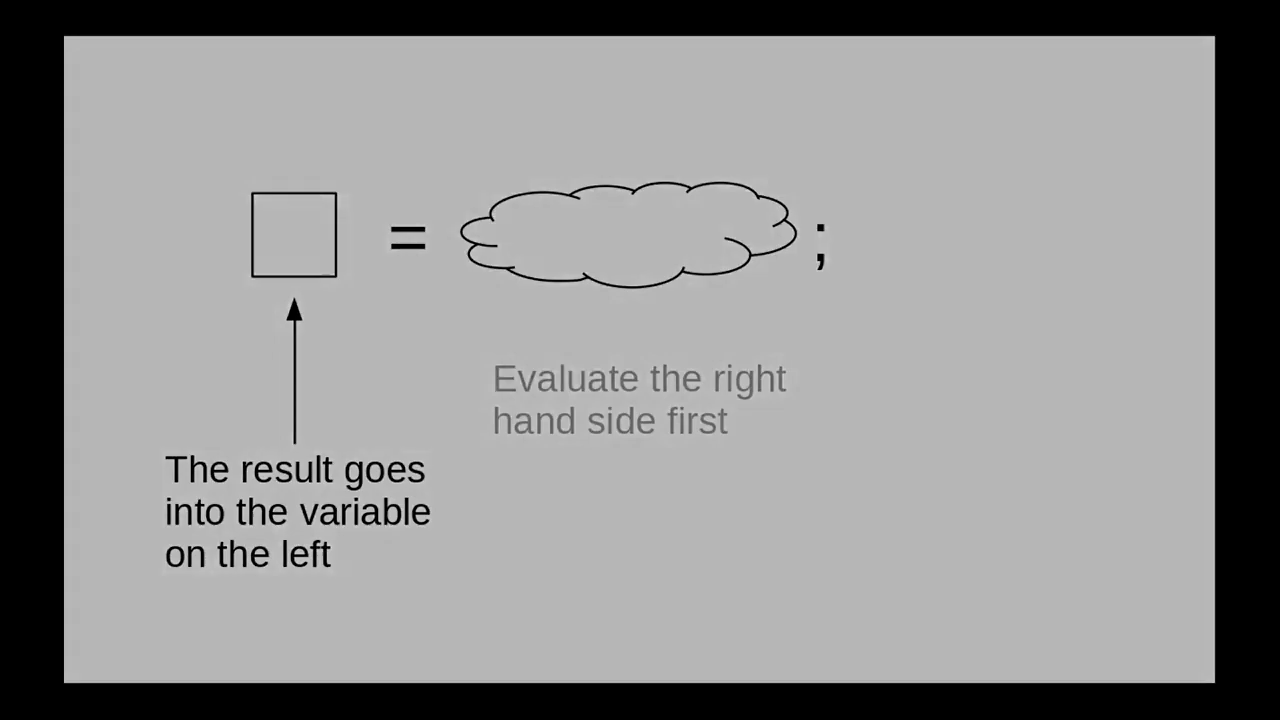 = ;
Evaluate the right
hand side first
The result goes
into the variable
on the left